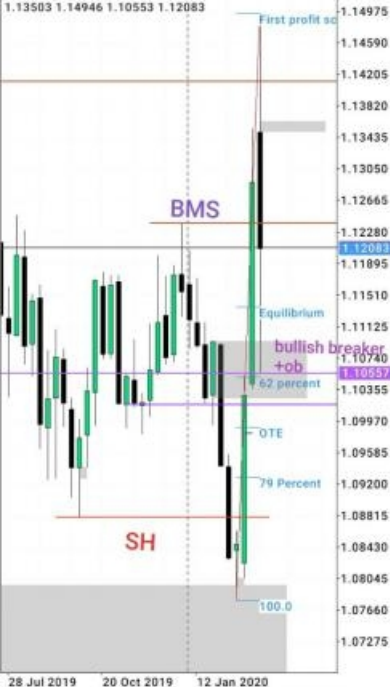 1.13503 1.14946 1.10553 1.12083
First profit sc
1.14975
1.14590
1.14205
1.13820
1.13435
1.13050
1.12665
BMS
1.12280
1.12083
1.11895
1.11510
Equilibrium
1.11125
bullish breaker
1.10740
+ob
1.10557
62 percent
1.10355
1.09970
OTE
1.09585
79 Percent
1.09200
1.08815
SH
1.08430
1.08045
100.0
1.07660
1.07275
28 Jul 2019 20 Oct 2019 12 Jan 2020